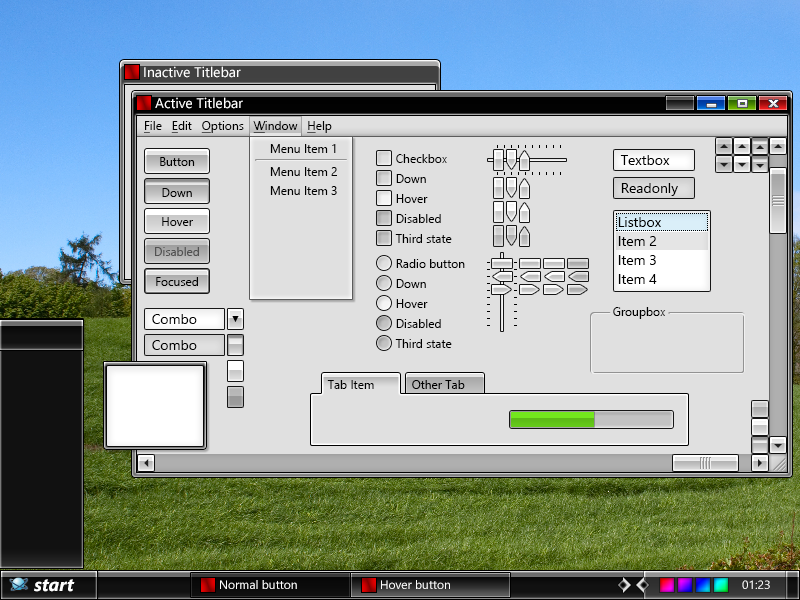 Inactive Titlebar
Active Titlebar
File Edit Options Window Help
Button
Down
Hover
Disabled
Focused
Combo
Combo
Menu Item 1
Menu Item 2
Menu Item 3
Checkbox
Down
Hover
Disabled
Third state
Radio button
Down
Hover
Disabled
Third state
Textbox
Readonly
Listbox
Item 2
Item 3
Item 4
Groupbox
Tab Item
Other Tab
start
Normal button
Hover button
01:23